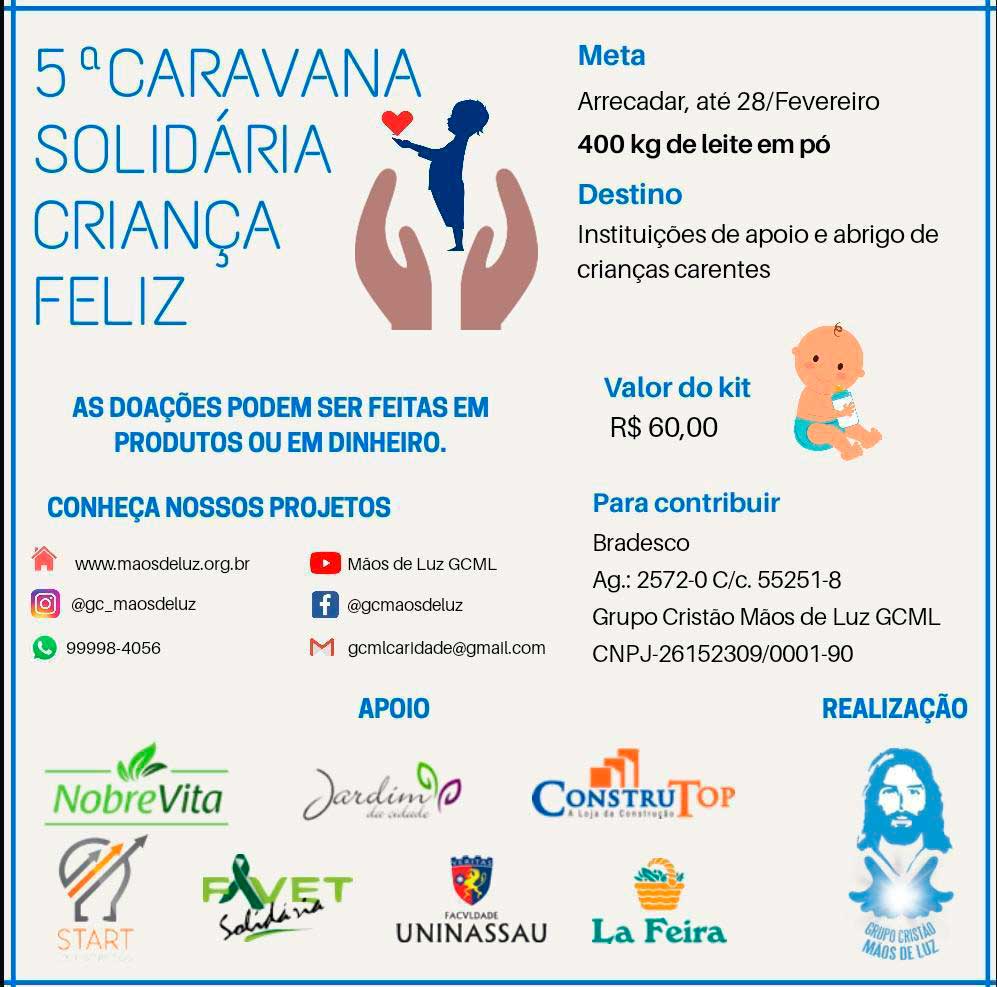 5ª CARAVANA
SOLIDÁRIA
CRIANÇA
FELIZ
Meta
Arrecadar, até 28/Fevereiro
400 kg de leite em pó
Destino
Instituições de apoio e abrigo de
crianças carentes
Valor do kit
R$ 60,00
AS DOAÇÕES PODEM SER FEITAS EM
PRODUTOS OU EM DINHEIRO.
CONHEÇA NOSSOS PROJETOS
www.maosdeluz.org.br
Mãos de Luz GCML
@gc_maosdeluz
@gcmaosdeluz
99998-4056
gcmlcaridade@gmail.com
Para contribuir
Bradesco
Ag.: 2572-0 C/c. 55251-8
Grupo Cristão Mãos de Luz GCML
CNPJ-26152309/0001-90
APOIO
REALIZAÇÃO
NobreVita
Jardim
da cidade
CONSTRUTOP
A Loja da Construção
START
FAVET
Solidária
VERITAS
FACVLDADE
UNINASSAU
La Feira
GRUPO CRISTÃO
MÃOS DE LUZ